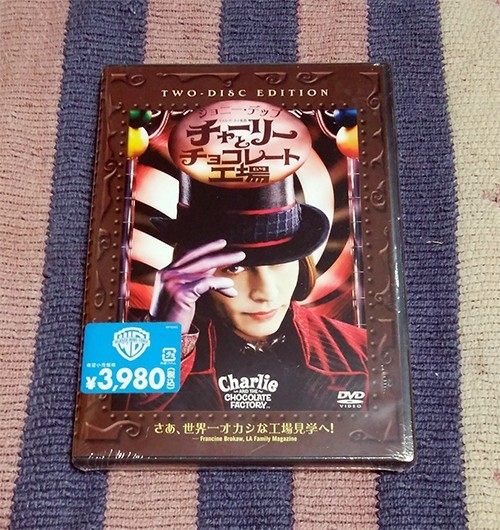 TWO-DISC EDITION
ジョニー・デップ
チャーリーと
チョコレート
工場
希望小売価格
¥3,980
Charlie
AND THE
CHOCOLATE
FACTORY
DVD
VIDEO
さあ、世界一オカシな工場見学へ!
—Francine Brokaw, LA Family Magazine